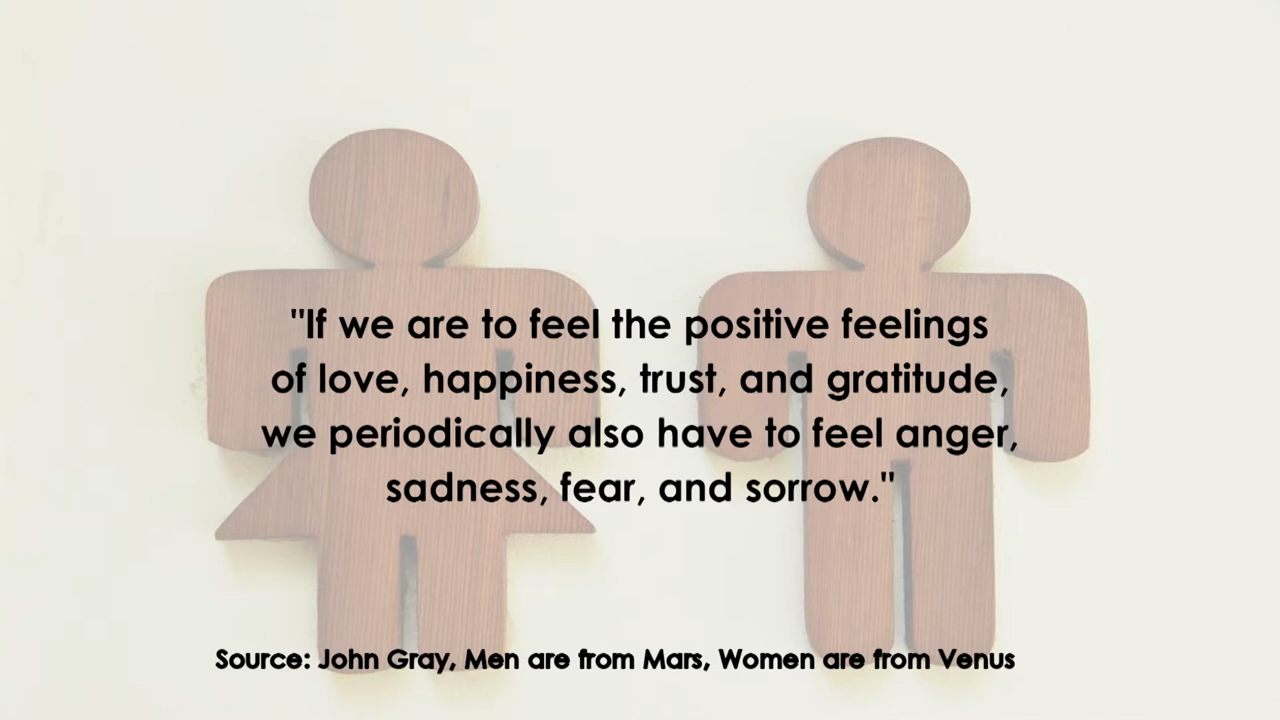 "If we are to feel the positive feelings
of love, happiness, trust, and gratitude,
we periodically also have to feel anger,
sadness, fear, and sorrow."
Source: John Gray, Men are from Mars, Women are from Venus